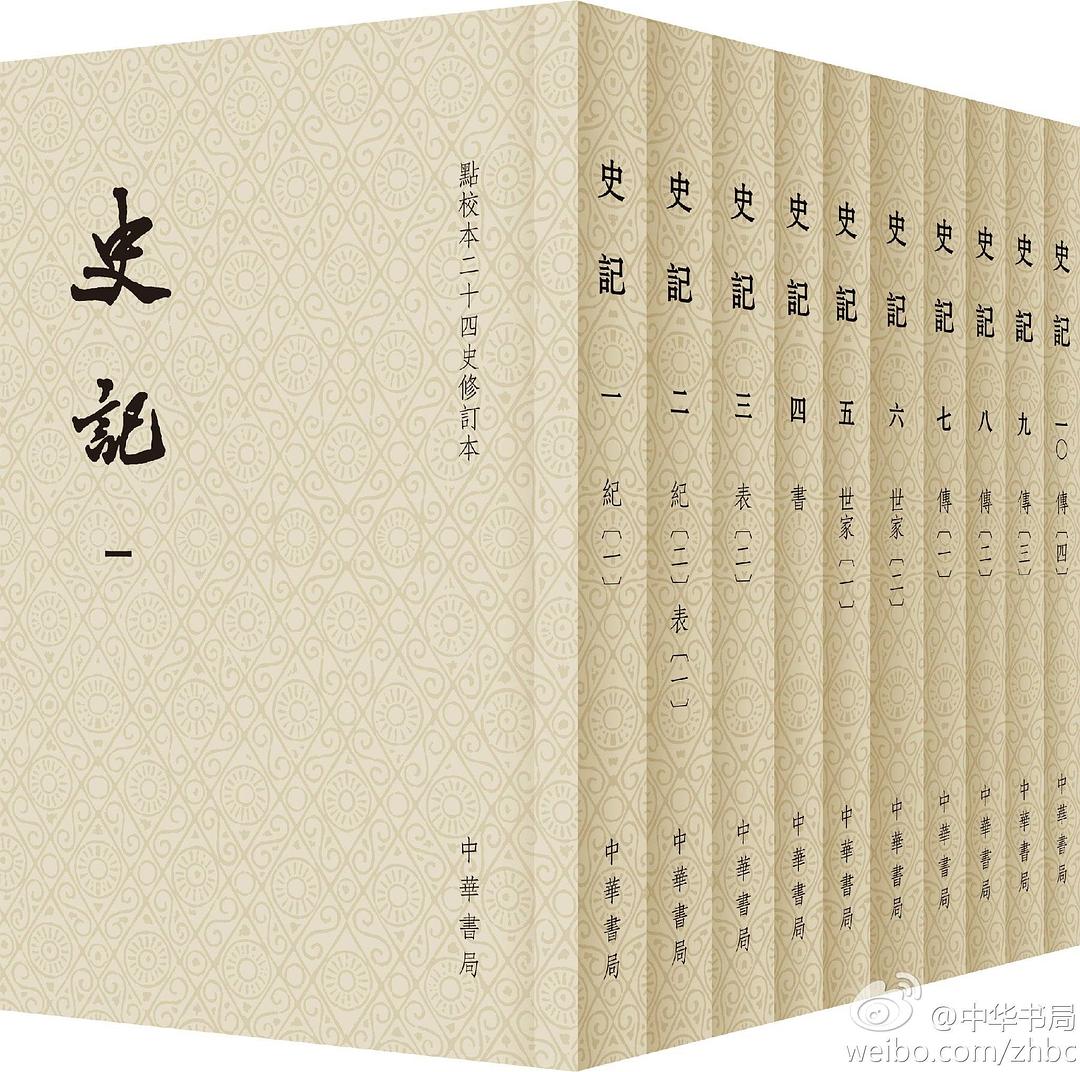 史記
一
點校本二十四史修訂本
中華書局
史記 一 紀〔一〕 中華書局
史記 二 紀〔二〕表〔一〕 中華書局
史記 三 表〔二〕 中華書局
史記 四 書 中華書局
史記 五 世家〔一〕 中華書局
史記 六 世家〔二〕 中華書局
史記 七 傳〔一〕 中華書局
史記 八 傳〔二〕 中華書局
史記 九 傳〔三〕 中華書局
史記 一〇 傳〔四〕 中華書局
@中华书局
weibo.com/zhbc